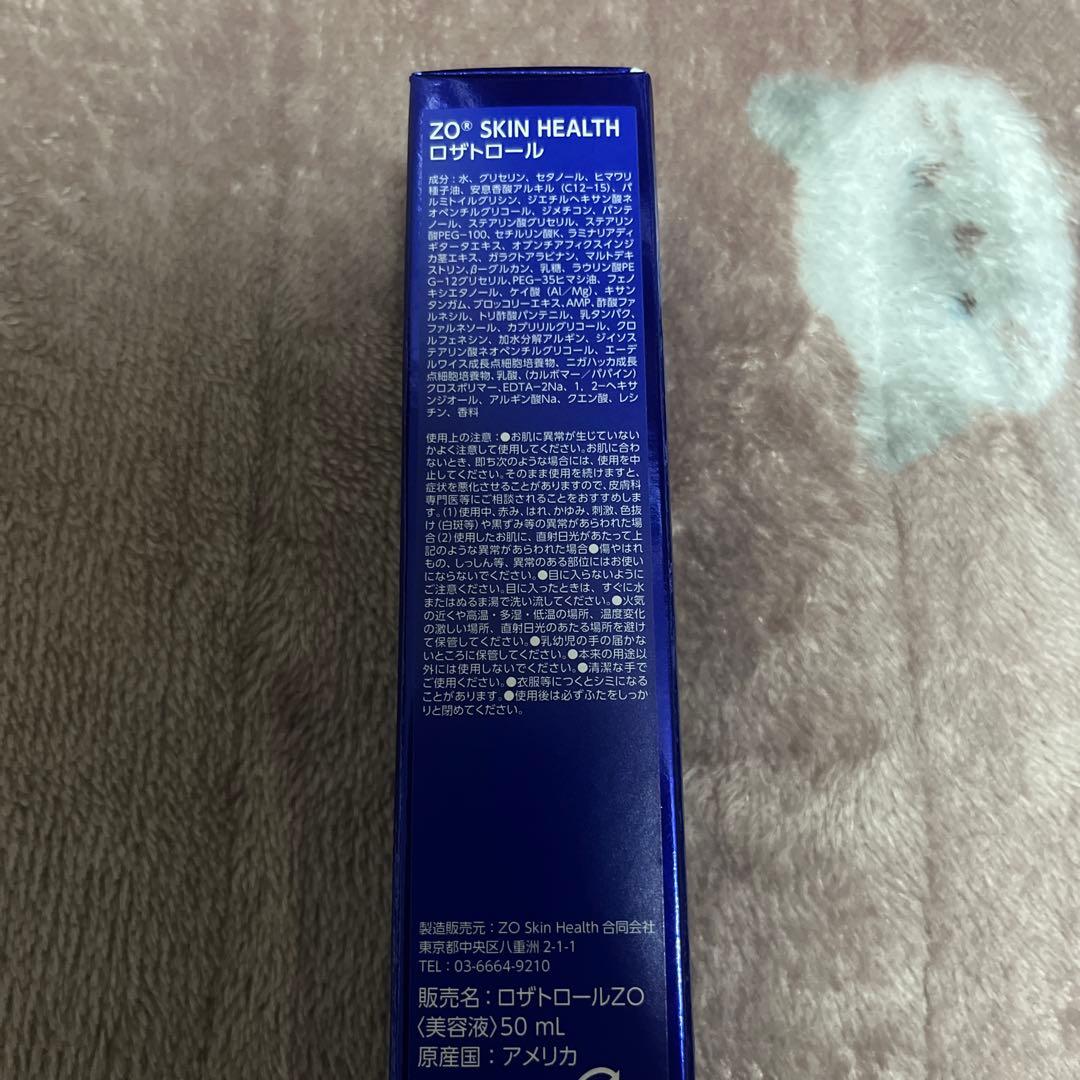 ZO® SKIN HEALTH
ロザトロール
成分：水、グリセリン、セタノール、ヒマワリ
種子油、安息香酸アルキル（C12-15）、パ
ルミトイルグリシン、ジエチルヘキサン酸ネ
オペンチルグリコール、ジメチコン、パンテ
ノール、ステアリン酸グリセリル、ステアリン
酸PEG-100、セチルリン酸K、ラミナリアディ
ギタータエキス、オプンチアフィクスインジ
カ茎エキス、ガラクトアラビナン、マルトデキ
ストリン、β-グルカン、乳糖、ラウリン酸PE
G-12グリセリル、PEG-35ヒマシ油、フェノ
キシエタノール、ケイ酸（Al/Mg）、キサン
タンガム、ブロッコリーエキス、AMP、酢酸ファ
ルネシル、トリ酢酸パンテニル、乳タンパク、
ファルネソール、カプリリルグリコール、クロ
ルフェネシン、加水分解アルギン、ジイソス
テアリン酸ネオペンチルグリコール、エーデ
ルワイス成長点細胞培養物、ニガハッカ成長
点細胞培養物、乳酸、（カルボマー／パパイン）
クロスポリマー、EDTA-2Na、1，2-ヘキサ
ンジオール、アルギン酸Na、クエン酸、レシ
チン、香料
使用上の注意：●お肌に異常が生じていない
かよく注意して使用してください。お肌に合わ
ないとき、即ち次のような場合には、使用を中
止してください。そのまま使用を続けますと、
症状を悪化させることがありますので、皮膚科
専門医等にご相談されることをおすすめしま
す。（1）使用中、赤み、はれ、かゆみ、刺激、色抜
け（白斑等）や黒ずみ等の異常があらわれた場
合（2）使用したお肌に、直射日光があたって上
記のような異常があらわれた場合●傷やはれ
もの、しっしん等、異常のある部位にはお使い
にならないでください。●目に入らないように
ご注意ください。目に入ったときは、すぐに水
またはぬるま湯で洗い流してください。●火気
の近くや高温・多湿・低温の場所、温度変化
の激しい場所、直射日光のあたる場所を避け
て保管してください。●乳幼児の手の届かな
いところに保管してください。●本来の用途以
外には使用しないでください。●清潔な手で
ご使用ください。●衣服等につくとシミになる
ことがあります。●使用後は必ずふたをしっか
りと閉めてください。
製造販売元：ZO Skin Health 合同会社
東京都中央区八重洲 2-1-1
TEL：03-6664-9210
販売名：ロザトロールZO
〈美容液〉50 mL
原産国：アメリカ